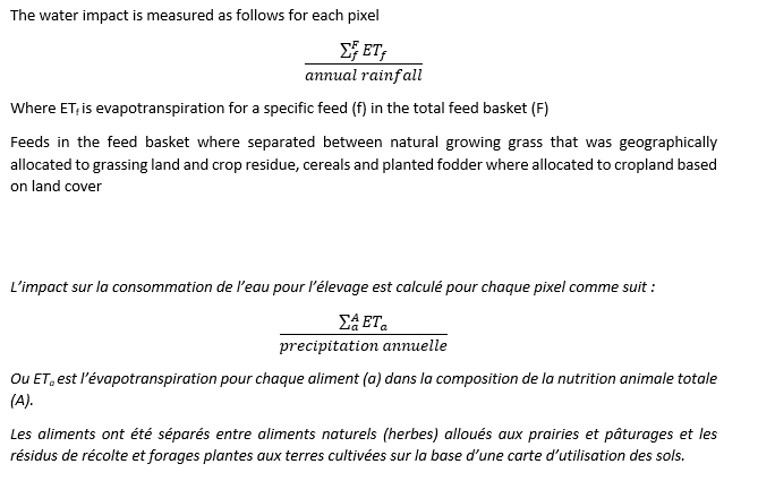 The water impact is measured as follows for each pixel
∑_f^F ET_f
annual rainfall
Where ET_f is evapotranspiration for a specific feed (f) in the total feed basket (F)
Feeds in the feed basket where separated between natural growing grass that was geographically
allocated to grassing land and crop residue, cereals and planted fodder where allocated to cropland based
on land cover
L’impact sur la consommation de l’eau pour l’élevage est calculé pour chaque pixel comme suit :
∑_a^A ET_a
precipitation annuelle
Ou ET_a est l’évapotranspiration pour chaque aliment (a) dans la composition de la nutrition animale totale
(A).
Les aliments ont été séparés entre aliments naturels (herbes) alloués aux prairies et pâturages et les
résidus de récolte et forages plantes aux terres cultivées sur la base d’une carte d’utilisation des sols.